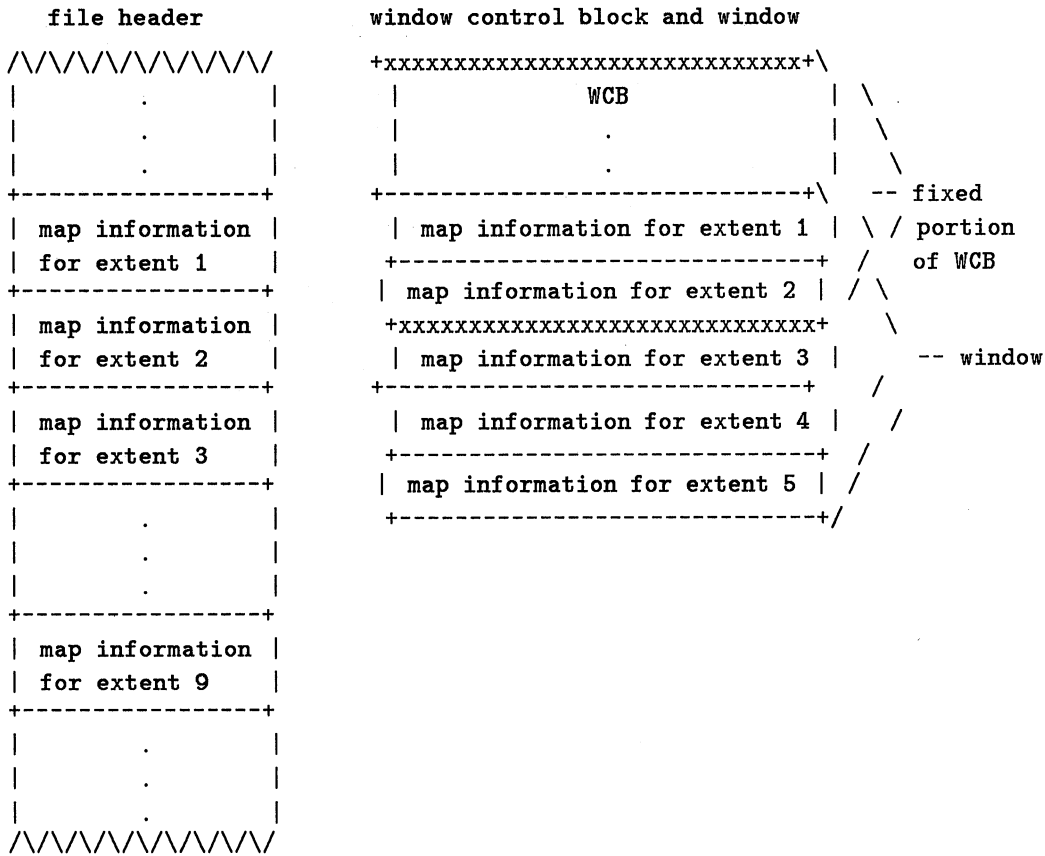 file header          window control block and window
/\/\/\/\/\/\/\/\/\/    +xxxxxxxxxxxxxxxxxxxxxxxxxxxxxx+\
|         .        |     |             WCB               |  \
|         .        |     |              .                |   \
|         .        |     |              .                |    \
+------------------+    +------------------------------+\   -- fixed
| map information  |     | map information for extent 1  |  \ / portion
| for extent 1     |     +------------------------------+  /   of WCB
+------------------+    | map information for extent 2  | / \
| map information  |     +xxxxxxxxxxxxxxxxxxxxxxxxxxxxxx+    \
| for extent 2     |     | map information for extent 3  |     -- window
+------------------+    +------------------------------+    /
| map information  |     | map information for extent 4  |    /
| for extent 3     |     +------------------------------+  /
+------------------+    | map information for extent 5  | /
|         .        |     +------------------------------+/
|         .        |
|         .        |
+------------------+
| map information  |
| for extent 9     |
+------------------+
|         .        |
|         .        |
|         .        |
/\/\/\/\/\/\/\/\/\/